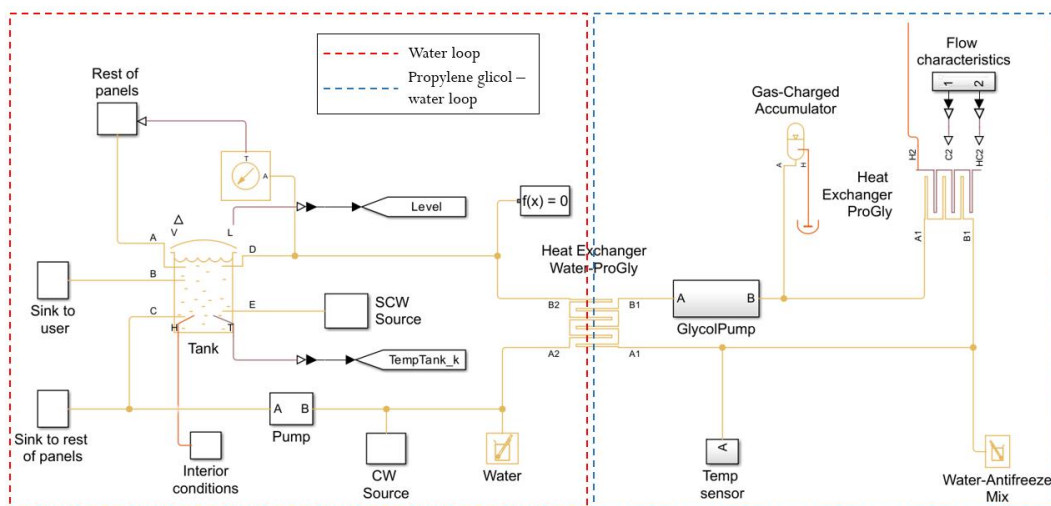 Water loop
Propylene glicol –
water loop
Rest of
panels
T
A
Flow
characteristics
1
2
C2
HC2
H2
Gas-Charged
Accumulator
A
H
Heat
Exchanger
ProGly
A1
B1
V
L
Level
f(x) = 0
A
D
B
Sink to
user
C
E
SCW
Source
H
T
Tank
TempTank_k
Heat Exchanger
Water-ProGly
B2
B1
A2
A1
A
B
GlycolPump
Sink to rest
of panels
A
B
Pump
Interior
conditions
CW
Source
Water
A
Temp
sensor
Water-Antifreeze
Mix